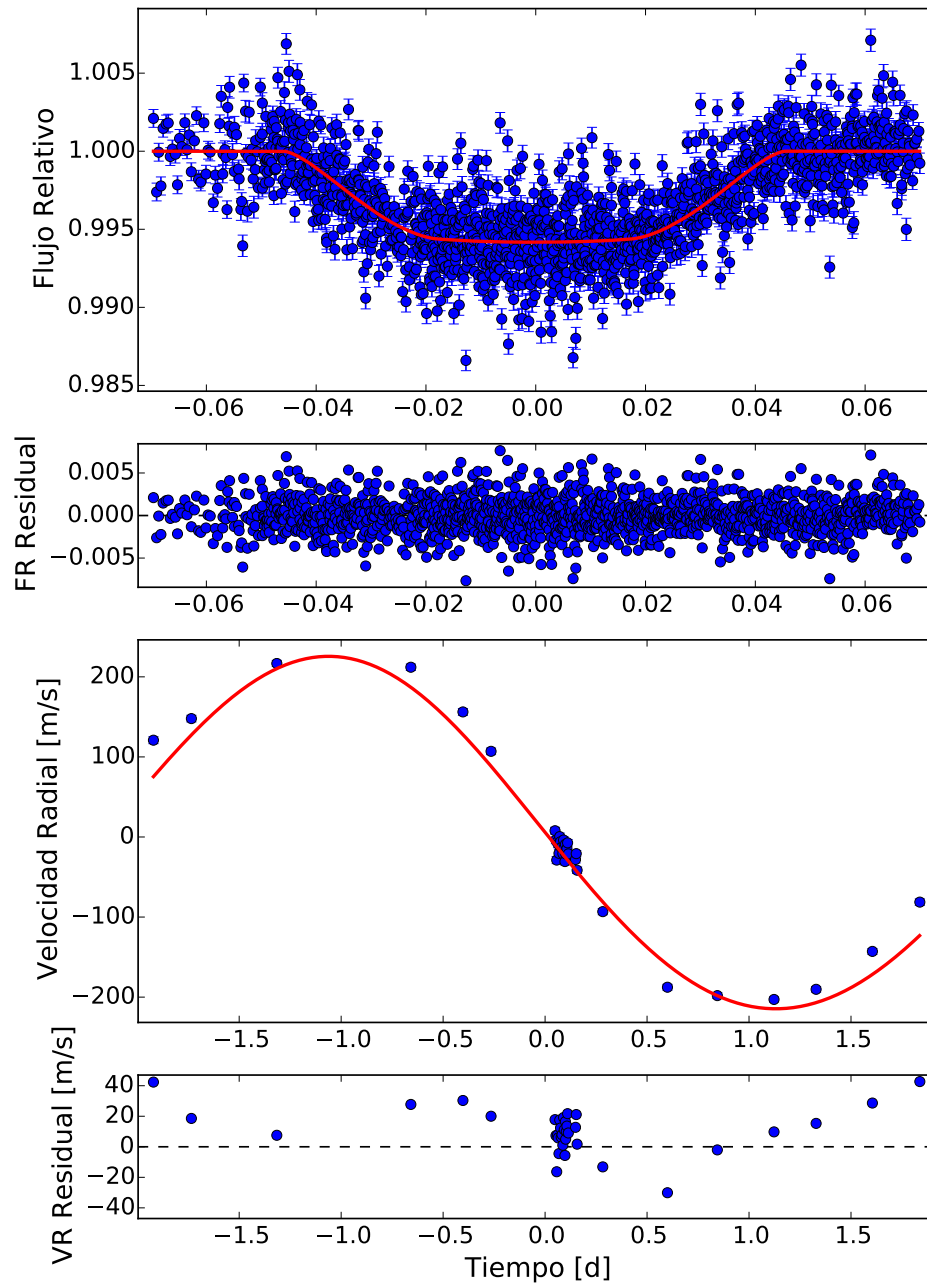 Flujo Relativo
1.005
1.000
0.995
0.990
0.985
−0.06 −0.04 −0.02 0.00 0.02 0.04 0.06
FR Residual
0.005
0.000
−0.005
−0.06 −0.04 −0.02 0.00 0.02 0.04 0.06
Velocidad Radial [m/s]
200
100
0
−100
−200
−1.5 −1.0 −0.5 0.0 0.5 1.0 1.5
VR Residual [m/s]
40
20
0
−20
−40
−1.5 −1.0 −0.5 0.0 0.5 1.0 1.5
Tiempo [d]